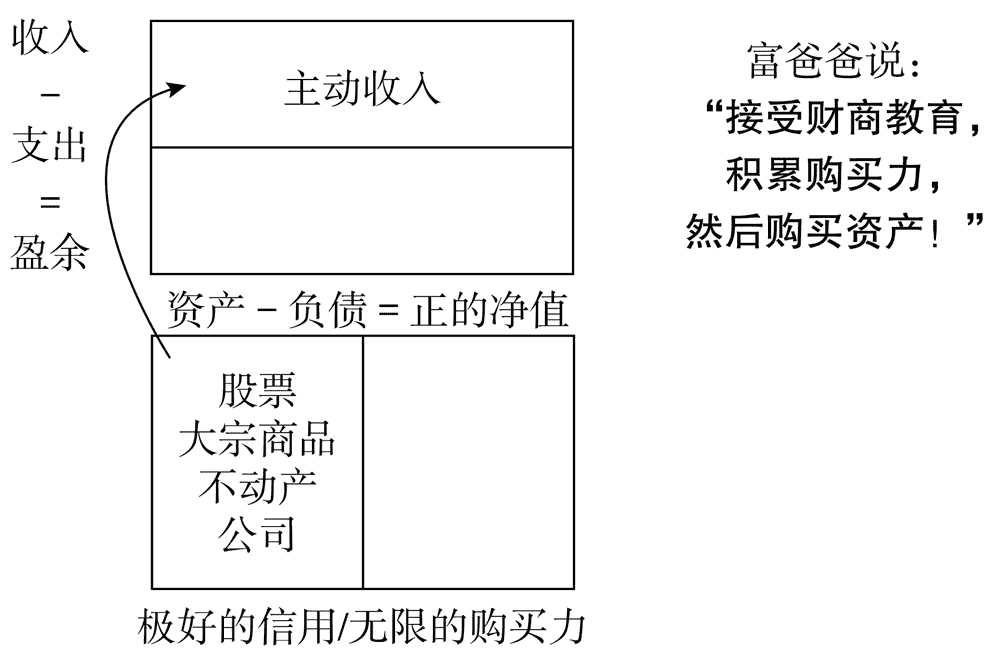 收入
–
支出
=
盈余
主动收入
资产 – 负债 = 正的净值
股票
大宗商品
不动产
公司
极好的信用/无限的购买力
富爸爸说：
“接受财商教育，
积累购买力，
然后购买资产！”